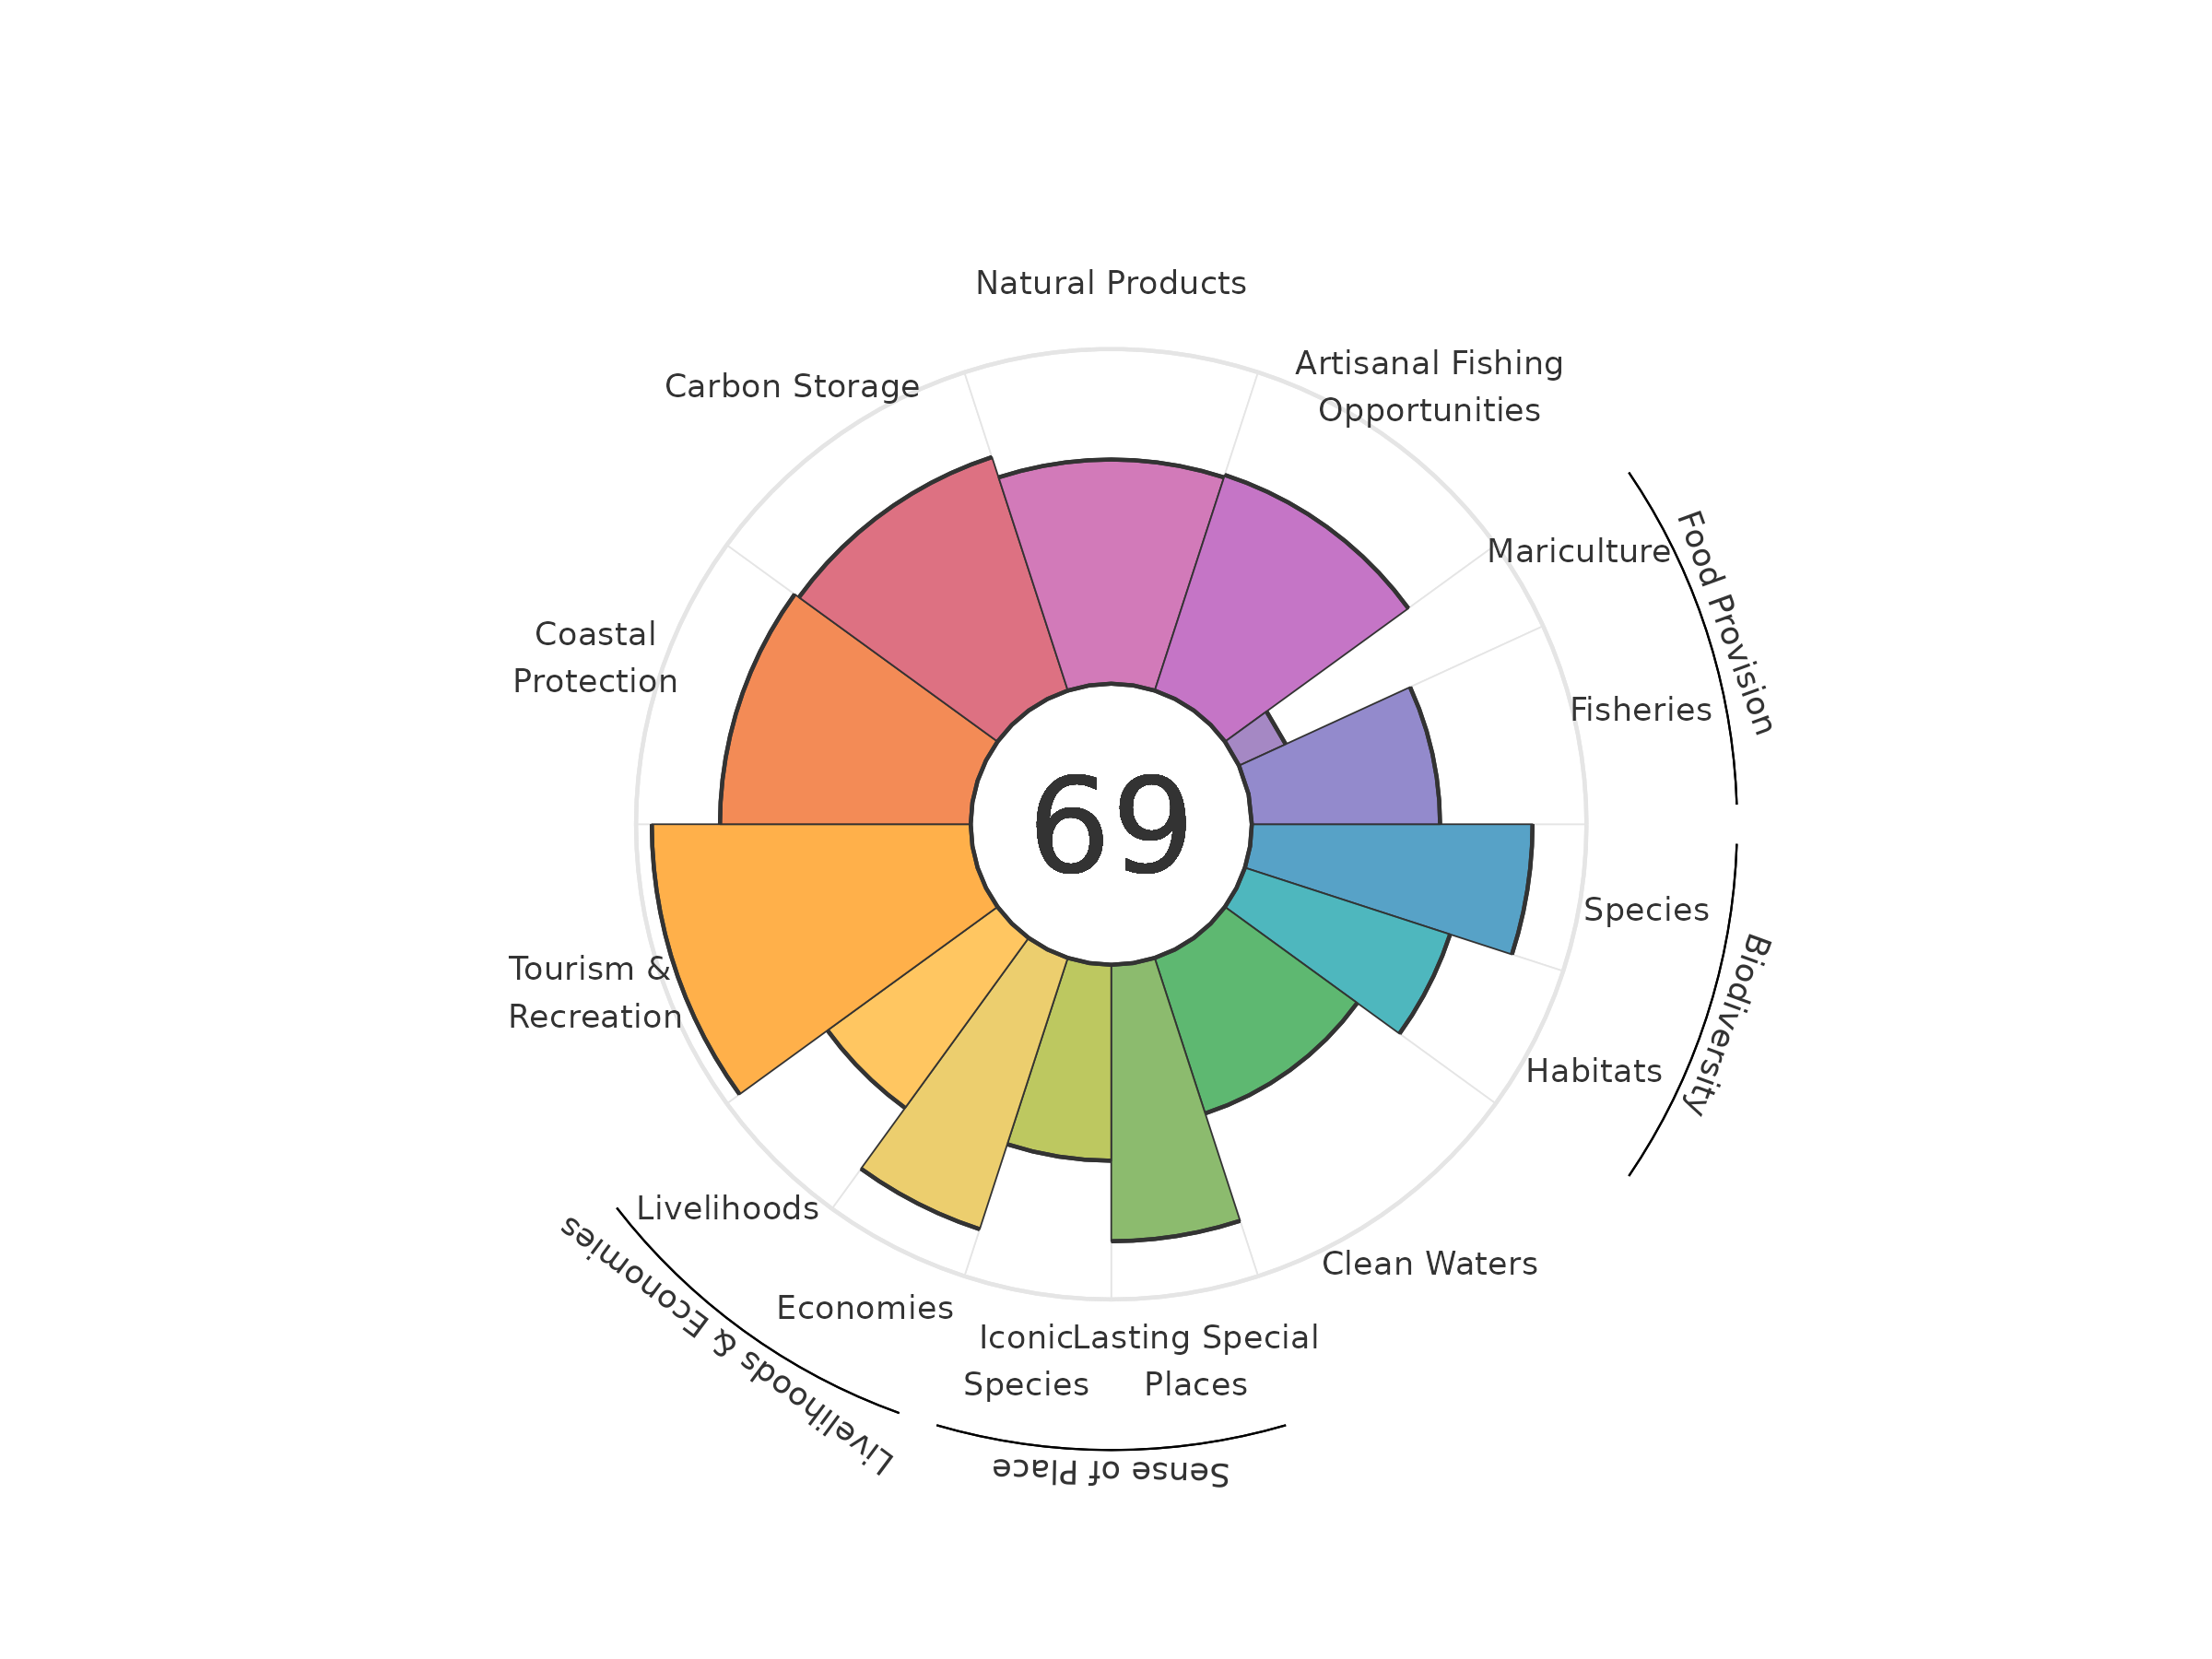 Natural Products
Artisanal Fishing
Opportunities
Carbon Storage
Mariculture
Food Provision
Coastal
Protection
Fisheries
69
Species
Biodiversity
Tourism &
Recreation
Habitats
Livelihoods
Clean Waters
Livelihoods & Economies
Economies
Iconic
Species
Lasting Special
Places
Sense of Place